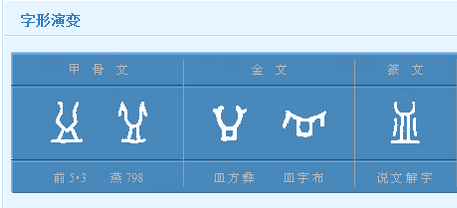 字形演变
甲 骨 文 金 文 篆 文
前5•3 燕798 皿方彝 皿字布 说文解字